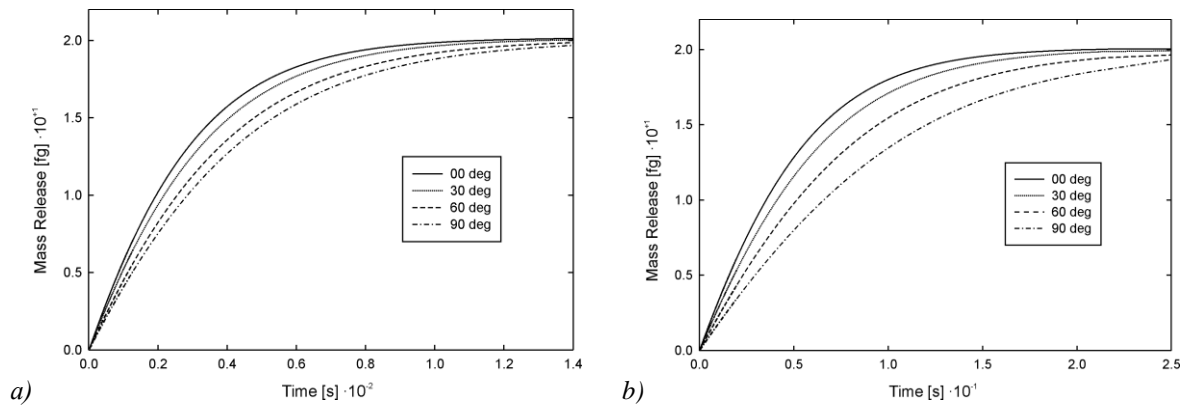 2.0
1.5
1.0
0.5
0.0
Mass Release [fg] ·10⁺¹
00 deg
30 deg
60 deg
90 deg
0.0 0.2 0.4 0.6 0.8 1.0 1.2 1.4
Time [s] ·10⁻²
a)
2.0
1.5
1.0
0.5
0.0
Mass Release [fg] ·10⁺¹
00 deg
30 deg
60 deg
90 deg
0.0 0.5 1.0 1.5 2.0 2.5
Time [s] ·10⁻¹
b)